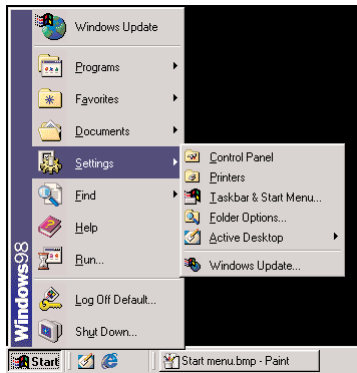 Windows Update
Programs
Favorites
Documents
Settings
Find
Help
Run...
Log Off Default...
Shut Down...
Windows98
Control Panel
Printers
Taskbar & Start Menu...
Folder Options...
Active Desktop
Windows Update...
Start
Start menu.bmp - Paint